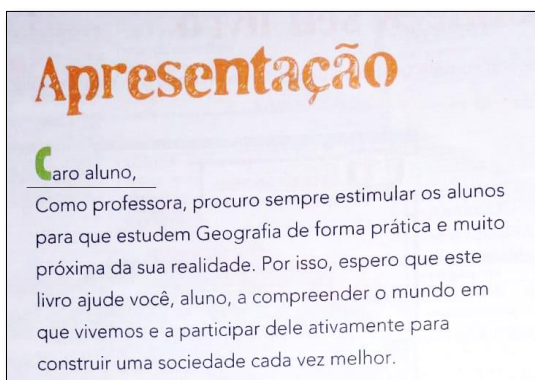 Apresentação
Caro aluno,
Como professora, procuro sempre estimular os alunos
para que estudem Geografia de forma prática e muito
próxima da sua realidade. Por isso, espero que este
livro ajude você, aluno, a compreender o mundo em
que vivemos e a participar dele ativamente para
construir uma sociedade cada vez melhor.